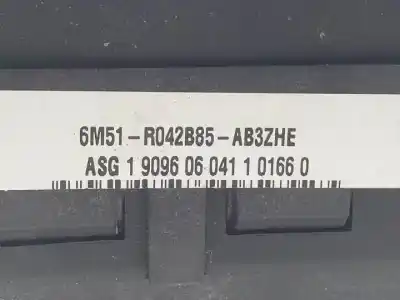 6M51-R042B85-AB3ZHE
ASG 1 9096 06 041 1 0166 0